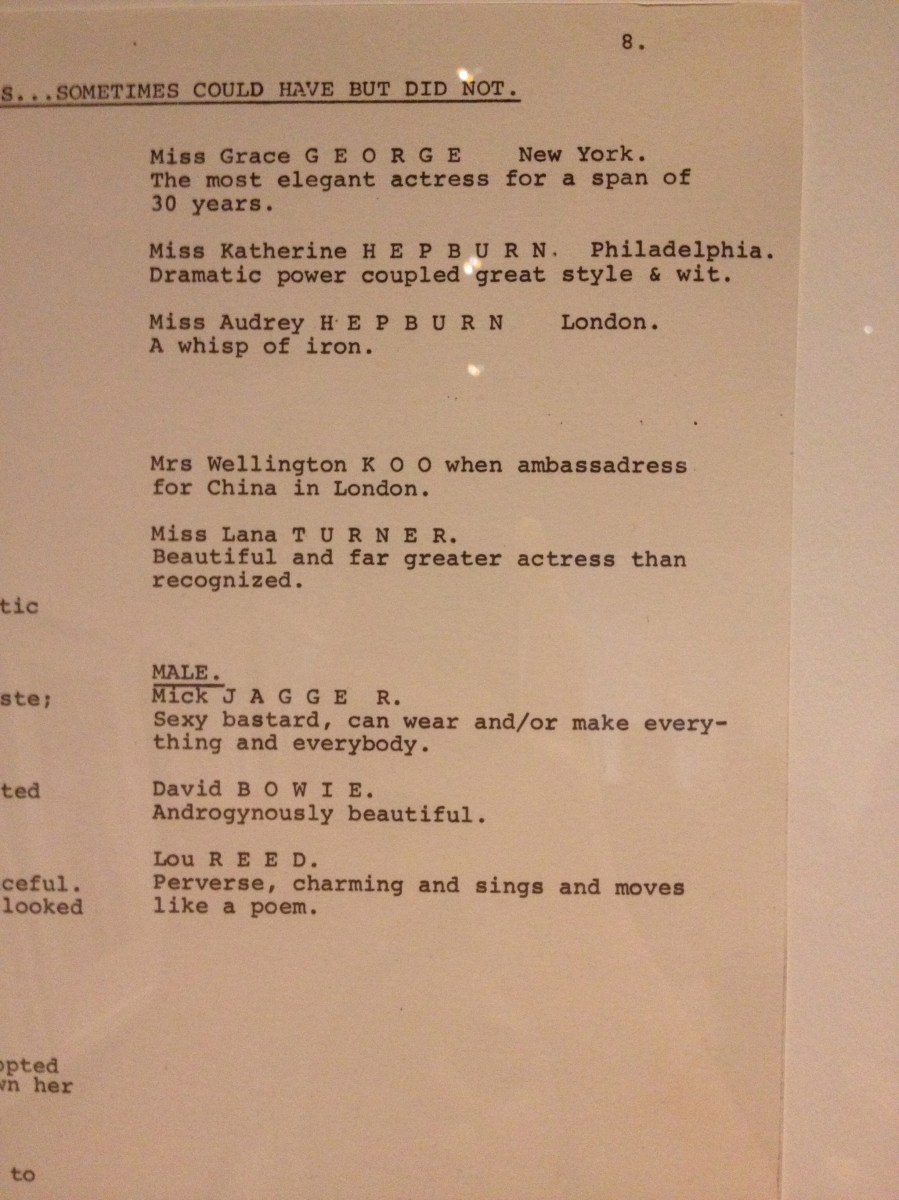 8.
S...SOMETIMES COULD HAVE BUT DID NOT.
Miss Grace G E O R G E New York.
The most elegant actress for a span of
30 years.
Miss Katherine H E P B U R N. Philadelphia.
Dramatic power coupled great style & wit.
Miss Audrey H E P B U R N London.
A whisp of iron.
Mrs Wellington K O O when ambassadress
for China in London.
Miss Lana T U R N E R.
Beautiful and far greater actress than
recognized.
tic
MALE.
ste;
Mick J A G G E R.
Sexy bastard, can wear and/or make every-
thing and everybody.
ted
David B O W I E.
Androgynously beautiful.
Lou R E E D.
ceful.
Perverse, charming and sings and moves
looked
like a poem.
opted
wn her
to